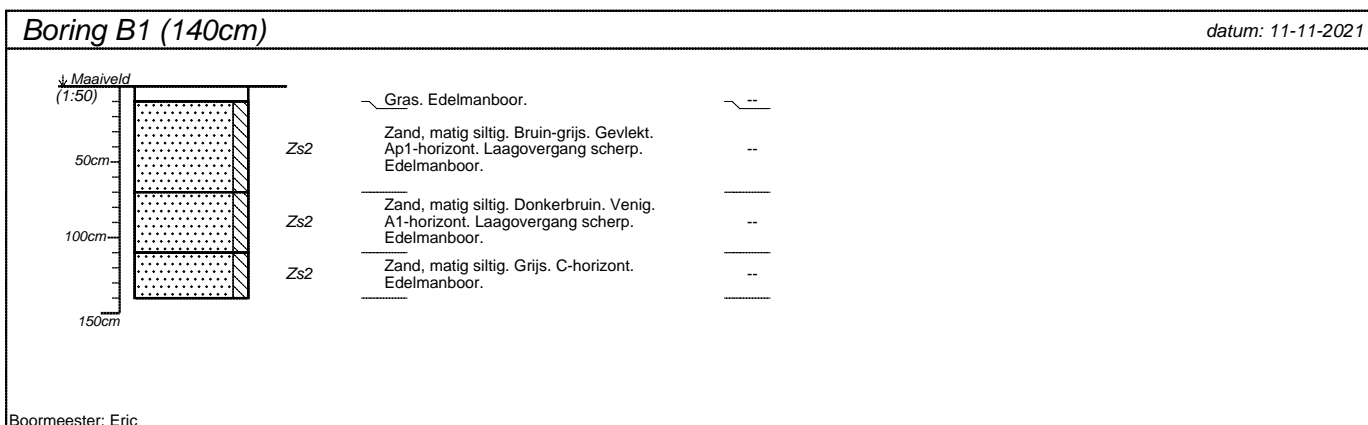 Boring B1 (140cm)
datum: 11-11-2021
Maaiveld
(1:50)
Gras. Edelmanboor.
--
50cm
Zs2
Zand, matig siltig. Bruin-grijs. Gevlekt.
Ap1-horizont. Laagovergang scherp.
Edelmanboor.
--
100cm
Zs2
Zand, matig siltig. Donkerbruin. Venig.
A1-horizont. Laagovergang scherp.
Edelmanboor.
--
Zs2
Zand, matig siltig. Grijs. C-horizont.
Edelmanboor.
--
150cm
Boormeester: Eric